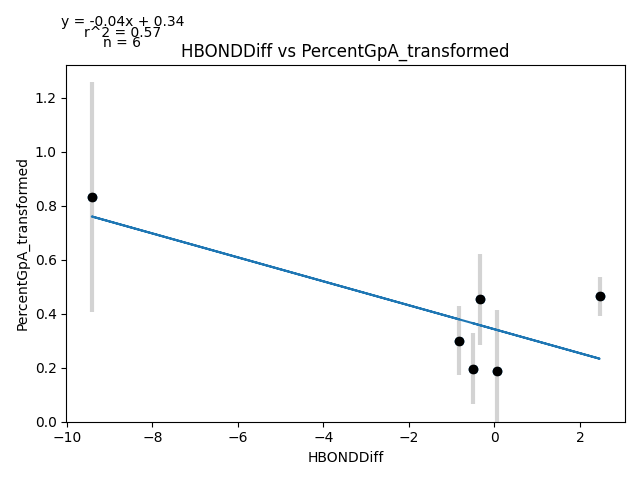 y = -0.04x + 0.34
r^2 = 0.57
n = 6
HBONDDiff vs PercentGpA_transformed
PercentGpA_transformed
1.2
1.0
0.8
0.6
0.4
0.2
0.0
−10
−8
−6
−4
−2
0
2
HBONDDiff